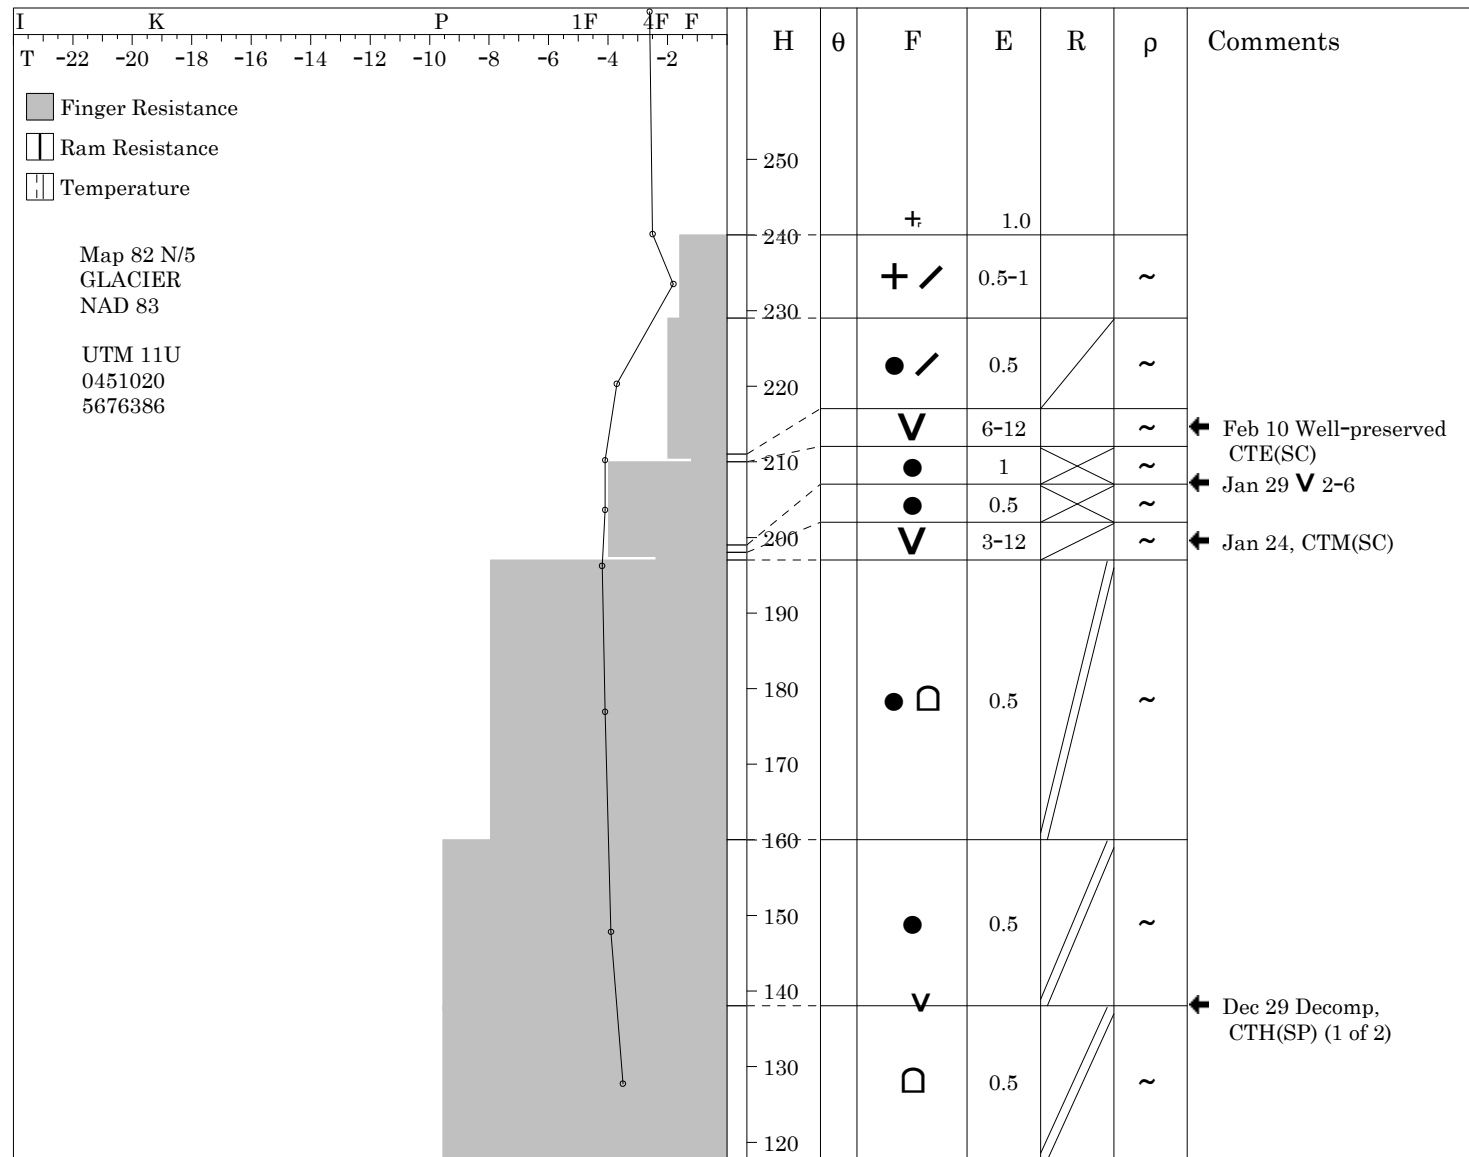 I K P 1F 4F F
T -22 -20 -18 -16 -14 -12 -10 -8 -6 -4 -2
H θ F E R ρ Comments
Finger Resistance
Ram Resistance
Temperature
Map 82 N/5
GLACIER
NAD 83
UTM 11U
0451020
5676386
250
+r 1.0
240
+ / 0.5-1 ~
230
● / 0.5 ~
220
V 6-12 ~ Feb 10 Well-preserved
CTE(SC)
210
● 1 ~
Jan 29 V 2-6
● 0.5 ~
200
V 3-12 ~ Jan 24, CTM(SC)
190
180
● 0.5 ~
170
160
150
● 0.5 ~
140
V Dec 29 Decomp,
CTH(SP) (1 of 2)
130
0.5 ~
120